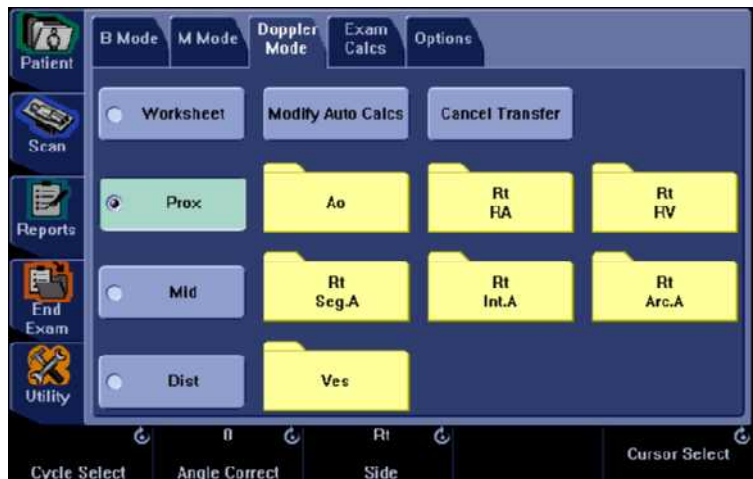 Patient
B Mode
M Mode
Doppler
Mode
Exam
Calcs
Options
Worksheet
Modify Auto Calcs
Cancel Transfer
Scan
Prox
Ao
Rt
RA
Rt
RV
Reports
Mid
Rt
Seg.A
Rt
Int.A
Rt
Arc.A
End
Exam
Dist
Ves
Utility
0
Rt
Cycle Select
Angle Correct
Side
Cursor Select